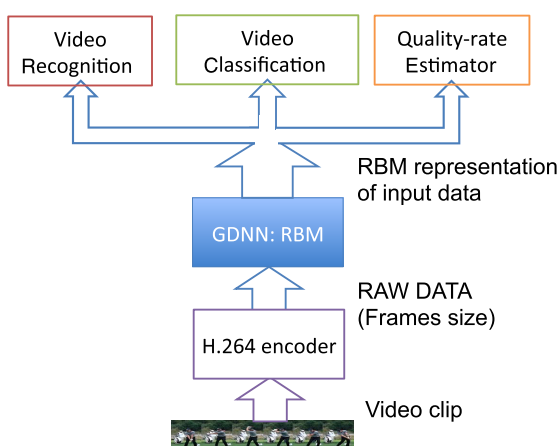 Video
Recognition
Video
Classification
Quality-rate
Estimator
RBM representation
of input data
GDNN: RBM
RAW DATA
(Frames size)
H.264 encoder
Video clip